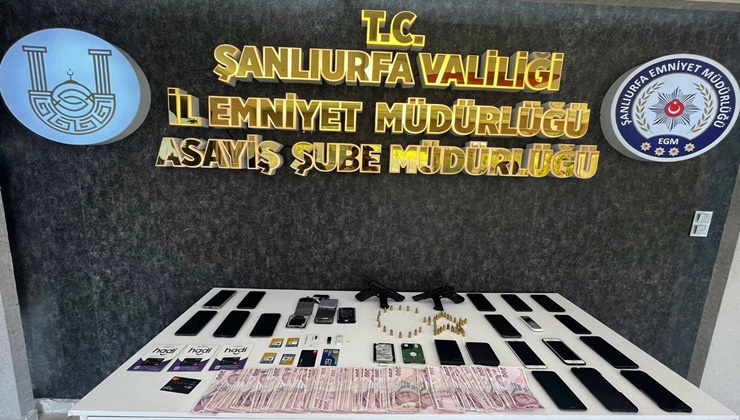 T.C.
ŞANLIURFA VALİLİĞİ
İL EMNİYET MÜDÜRLÜĞÜ
ASAYİŞ ŞUBE MÜDÜRLÜĞÜ
ŞANLIURFA EMNİYET MÜDÜRLÜĞÜ
EGM
hadi hadi hadi